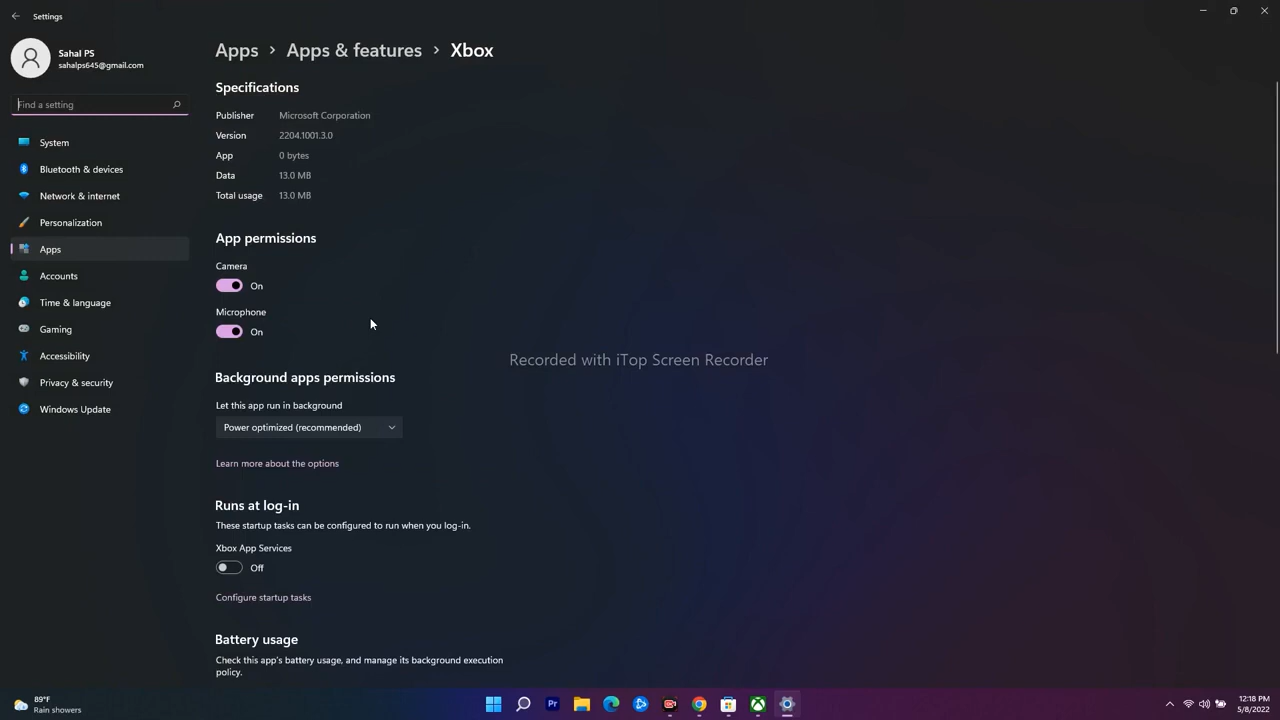 Settings
Sahal PS
sahalps645@gmail.com
Find a setting
System
Bluetooth & devices
Network & internet
Personalization
Apps
Accounts
Time & language
Gaming
Accessibility
Privacy & security
Windows Update
Apps > Apps & features > Xbox
Specifications
Publisher Microsoft Corporation
Version 2204.1001.3.0
App 0 bytes
Data 13.0 MB
Total usage 13.0 MB
App permissions
Camera
On
Microphone
On
Recorded with iTop Screen Recorder
Background apps permissions
Let this app run in background
Power optimized (recommended)
Learn more about the options
Runs at log-in
These startup tasks can be configured to run when you log-in.
Xbox App Services
Off
Configure startup tasks
Battery usage
Check this app's battery usage, and manage its background execution
policy.
89°F
Rain showers
Pr
12:18 PM
5/8/2022